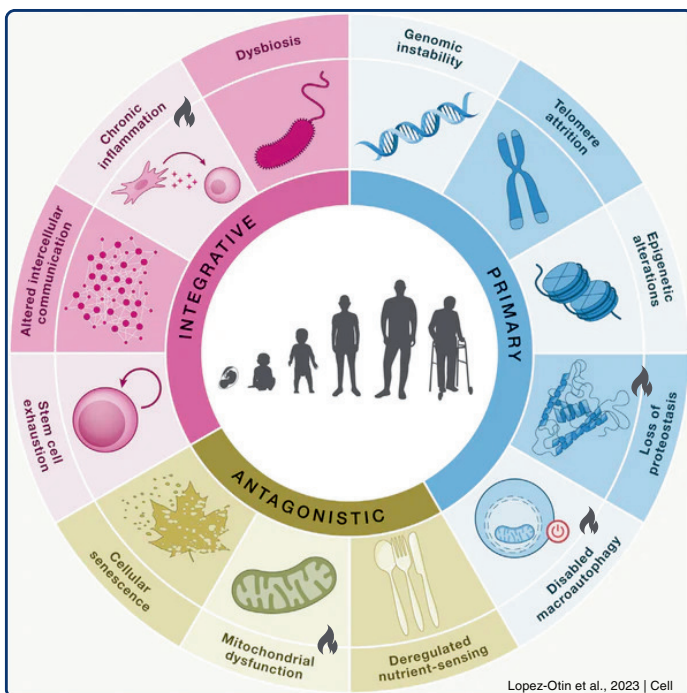 Dysbiosis
Genomic
instability
Telomere
attrition
Epigenetic
alterations
Loss of
proteostasis
Disabled
macroautophagy
Deregulated
nutrient-sensing
Mitochondrial
dysfunction
Cellular
senescence
Stem cell
exhaustion
Altered intercellular
communication
Chronic
inflammation
INTEGRATIVE
PRIMARY
ANTAGONISTIC
Lopez-Otin et al., 2023 | Cell